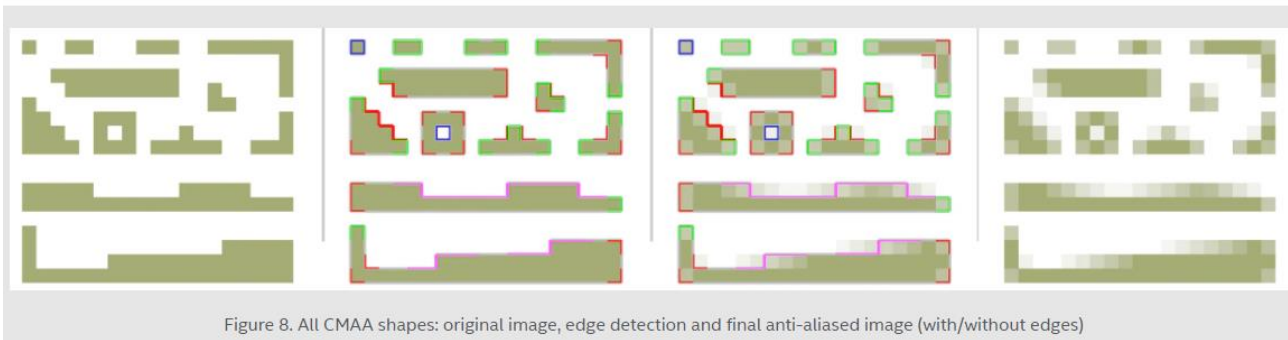 Figure 8. All CMAA shapes: original image, edge detection and final anti-aliased image (with/without edges)